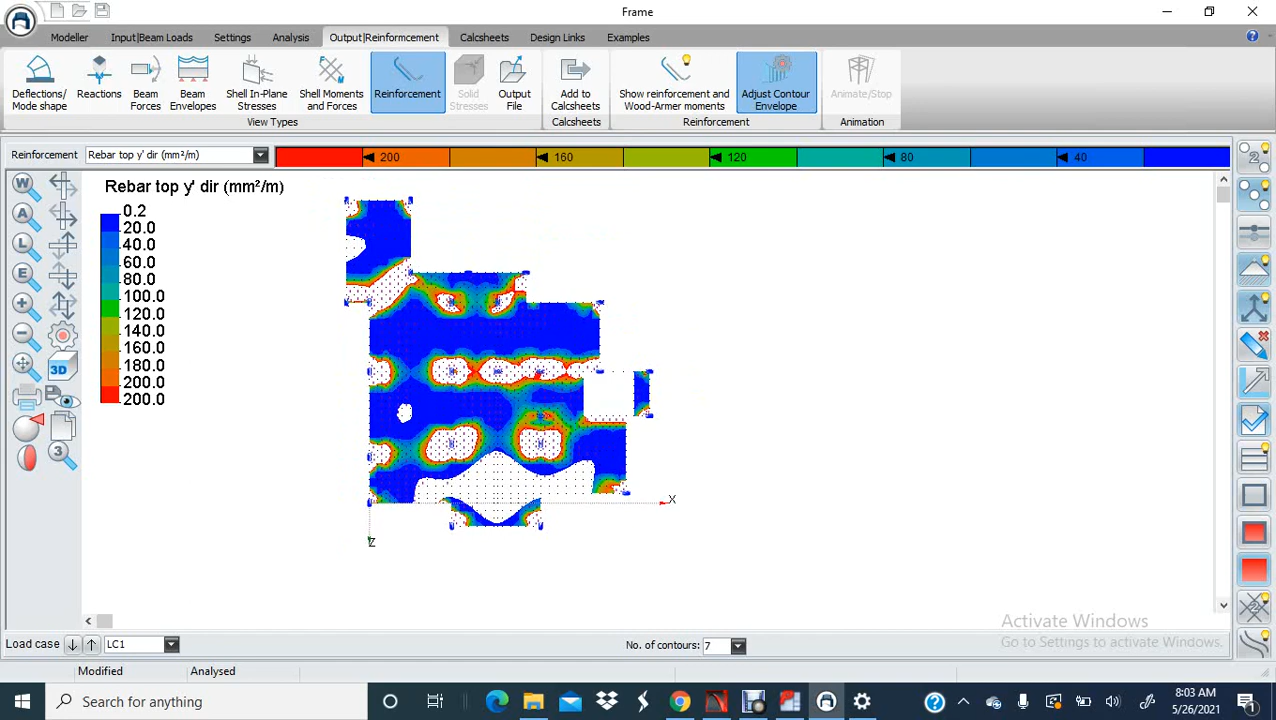 Frame
Modeller Input|Beam Loads Settings Analysis Output|Reinformcement Calcsheets Design Links Examples
Deflections/ Mode shape
Reactions
Beam Forces
Beam Envelopes
Shell In-Plane Stresses
Shell Moments and Forces
Reinforcement
Solid Stresses
Output File
Add to Calcsheets
Show reinforcement and Wood-Armer moments
Adjust Contour Envelope
Animate/Stop
View Types Calcsheets Reinforcement Animation
Reinforcement Rebar top y' dir (mm²/m) 200 160 120 80 40
Rebar top y' dir (mm²/m)
0.2
20.0
40.0
60.0
80.0
100.0
120.0
140.0
160.0
180.0
200.0
200.0
W
A
L
E
3D
3
2
2
X
Z
Activate Windows
Go to Settings to activate Windows.
Load case LC1 No. of contours: 7
Modified Analysed
Search for anything
8:03 AM
5/26/2021
1